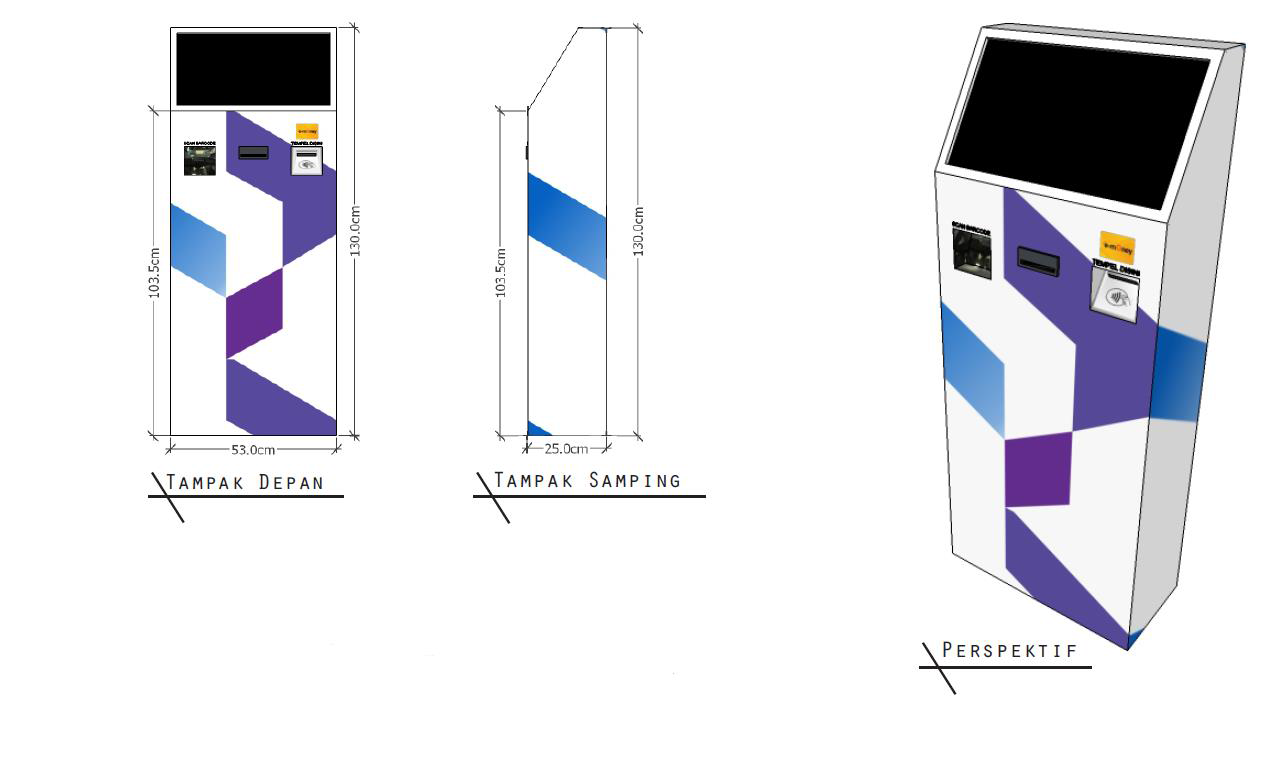 e-money
SCAN BARCODE
TEMPEL DISINI
103.5cm
130.0cm
53.0cm
TAMPAK DEPAN
103.5cm
130.0cm
25.0cm
TAMPAK SAMPING
SCAN BARCODE
e-money
TEMPEL DISINI
PERSPEKTIF